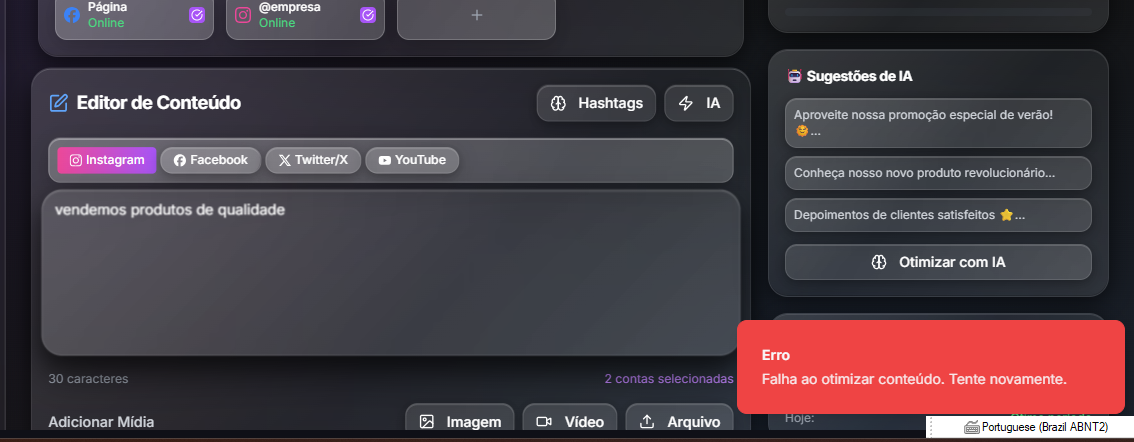 Página
Online
@empresa
Online
+
Editor de Conteúdo
Hashtags
IA
Instagram
Facebook
Twitter/X
YouTube
vendemos produtos de qualidade
30 caracteres
2 contas selecionadas
Adicionar Mídia
Imagem
Vídeo
Arquivo
Sugestões de IA
Aproveite nossa promoção especial de verão!
🌞...
Conheça nosso novo produto revolucionário...
Depoimentos de clientes satisfeitos ⭐...
Otimizar com IA
Erro
Falha ao otimizar conteúdo. Tente novamente.
Hoje:
Portuguese (Brazil ABNT2)